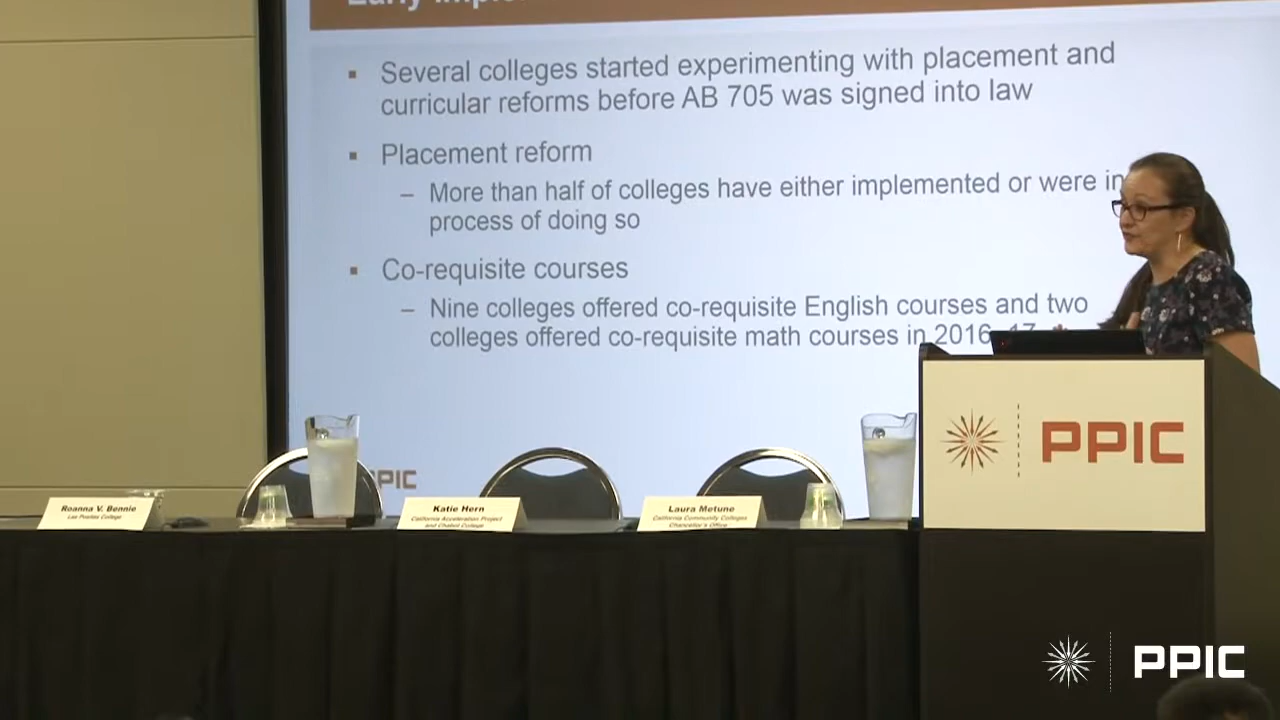 Several colleges started experimenting with placement and
curricular reforms before AB 705 was signed into law
Placement reform
– More than half of colleges have either implemented or were in
process of doing so
Co-requisite courses
– Nine colleges offered co-requisite English courses and two
colleges offered co-requisite math courses in 2016–17
PPIC
PIC
Roanna V. Bennie
Las Positas College
Katie Hern
California Acceleration Project
and Chabot College
Laura Metune
California Community Colleges
Chancellor's Office
PPIC